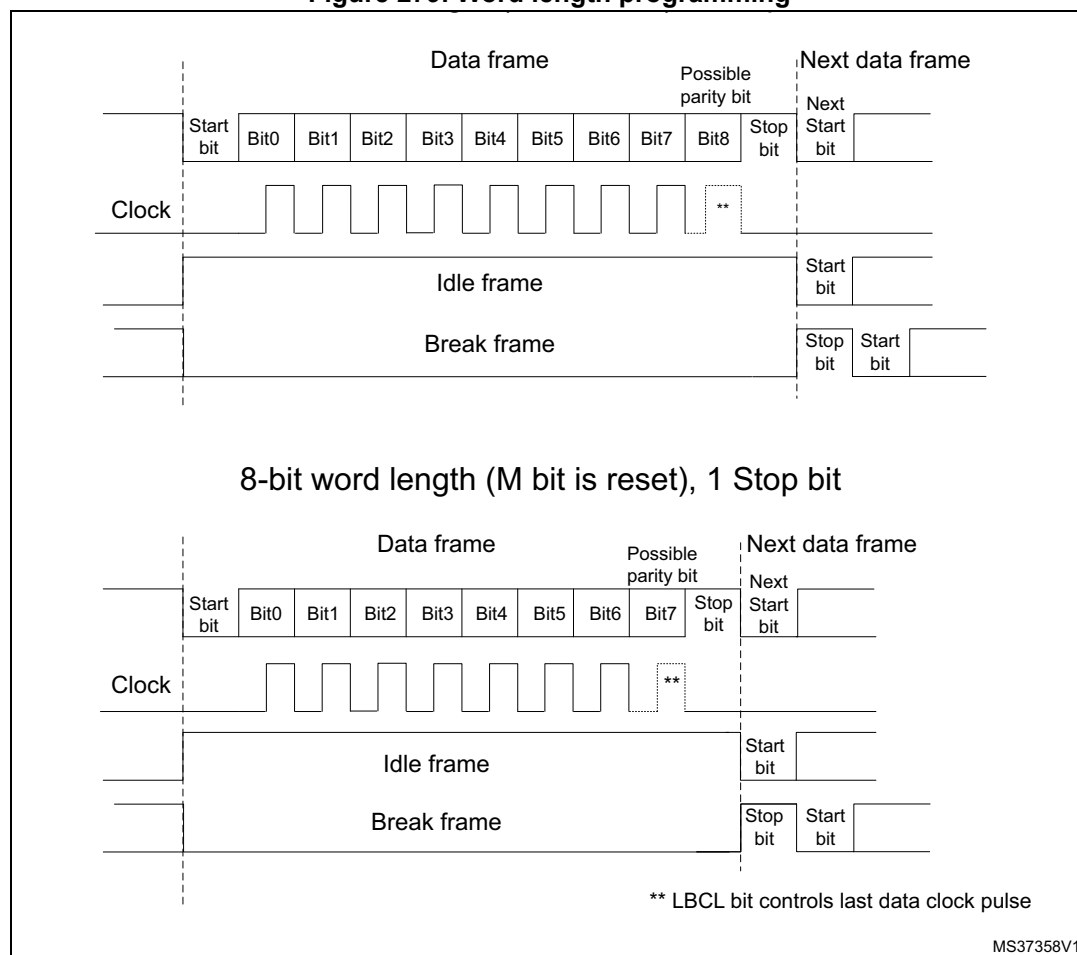 Word length programming
Data frame
Next data frame
Possible
parity bit
Start
bit
Bit0
Bit1
Bit2
Bit3
Bit4
Bit5
Bit6
Bit7
Bit8
Stop
bit
Next
Start
bit
Clock
**
Idle frame
Start
bit
Break frame
Stop
bit
Start
bit
8-bit word length (M bit is reset), 1 Stop bit
Data frame
Next data frame
Possible
parity bit
Start
bit
Bit0
Bit1
Bit2
Bit3
Bit4
Bit5
Bit6
Bit7
Stop
bit
Next
Start
bit
Clock
**
Idle frame
Start
bit
Break frame
Stop
bit
Start
bit
** LBCL bit controls last data clock pulse
MS37358V1